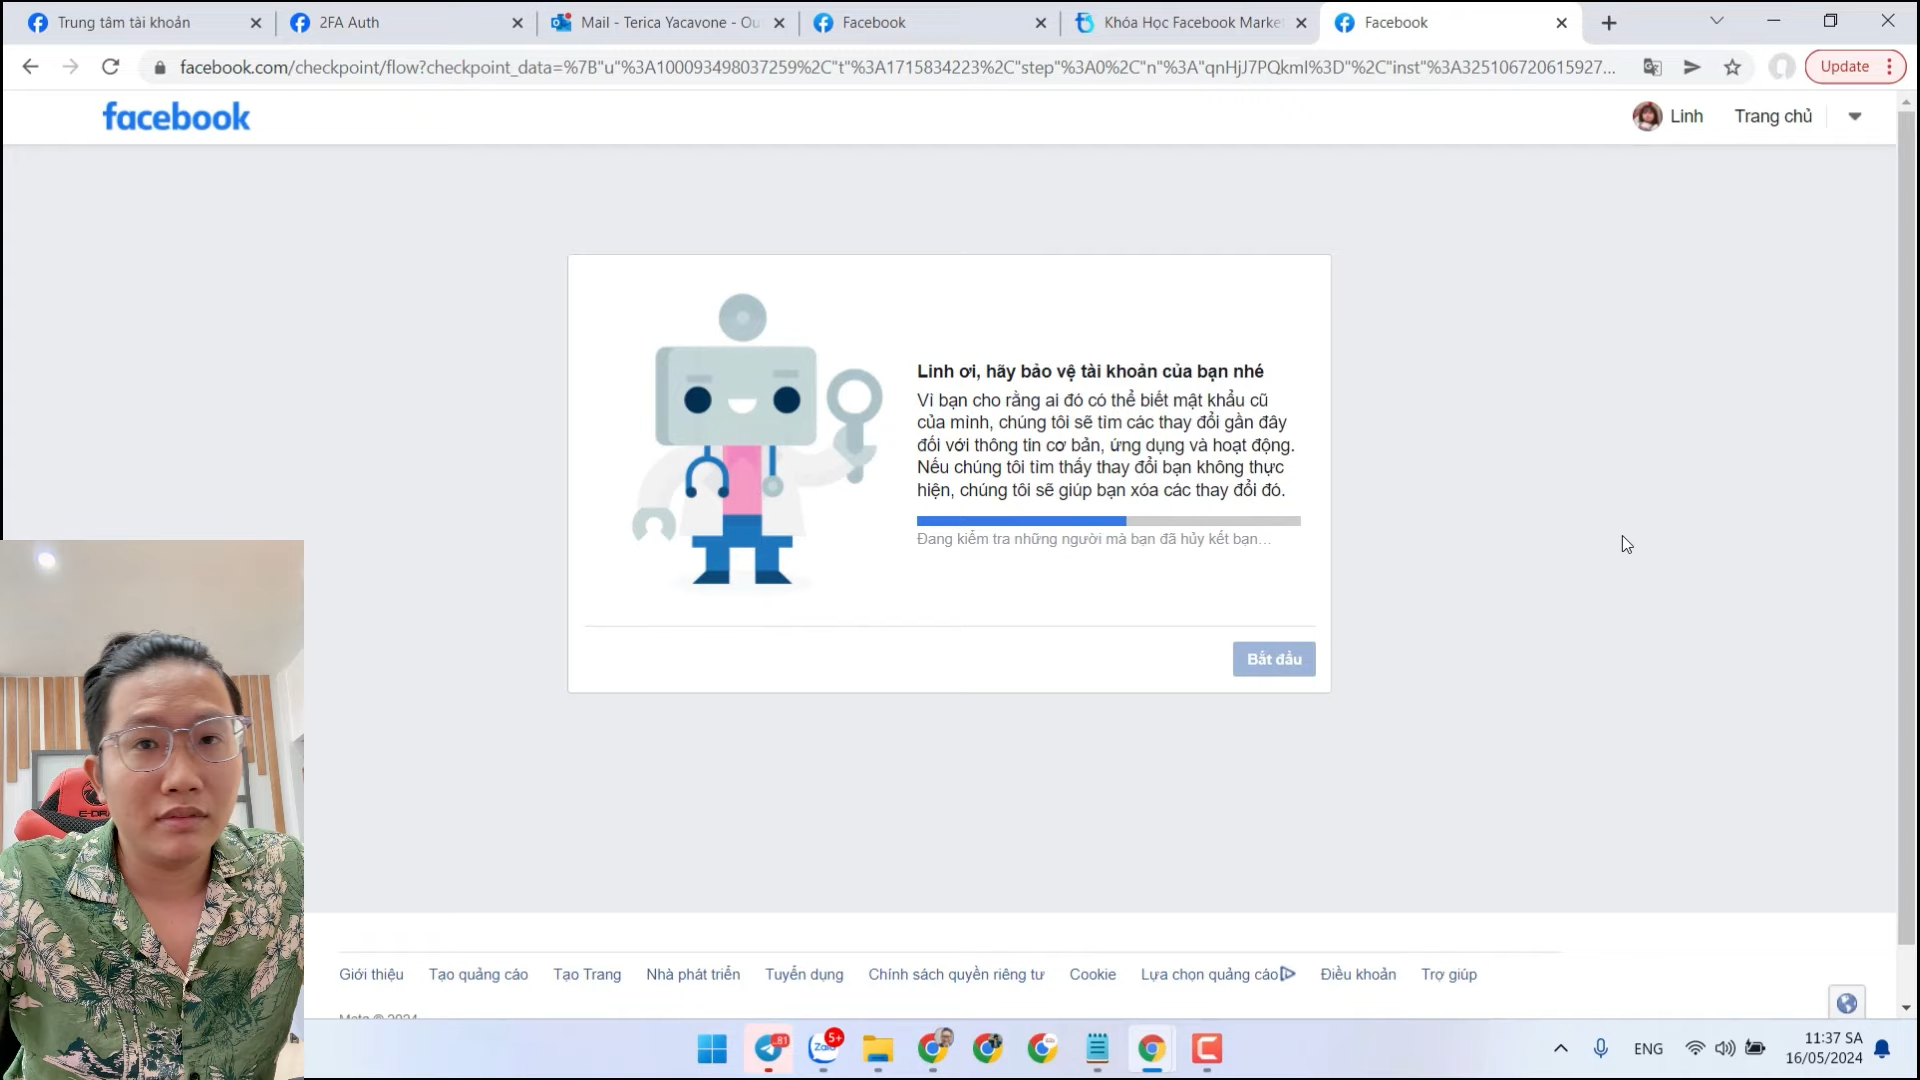 Trung tâm tài khoản
2FA Auth
Mail - Terica Yacavone - Ou
Facebook
Khóa Học Facebook Marke
Facebook
facebook.com/checkpoint/flow?checkpoint_data=%7B"u"%3A100093498037259%2C"t"%3A1715834223%2C"step"%3A0%2C"n"%3A"qnHjJ7PQkmI%3D"%2C"inst"%3A325106720615927...
Update
facebook
Linh
Trang chủ
Linh ơi, hãy bảo vệ tài khoản của bạn nhé
Vì bạn cho rằng ai đó có thể biết mật khẩu cũ
của mình, chúng tôi sẽ tìm các thay đổi gần đây
đối với thông tin cơ bản, ứng dụng và hoạt động.
Nếu chúng tôi tìm thấy thay đổi bạn không thực
hiện, chúng tôi sẽ giúp bạn xóa các thay đổi đó.
Đang kiểm tra những người mà bạn đã hủy kết bạn…
Bắt đầu
Giới thiệu
Tạo quảng cáo
Tạo Trang
Nhà phát triển
Tuyển dụng
Chính sách quyền riêng tư
Cookie
Lựa chọn quảng cáo
Điều khoản
Trợ giúp
Meta © 2024
81
5+
Zalo
ENG
11:37 SA
16/05/2024